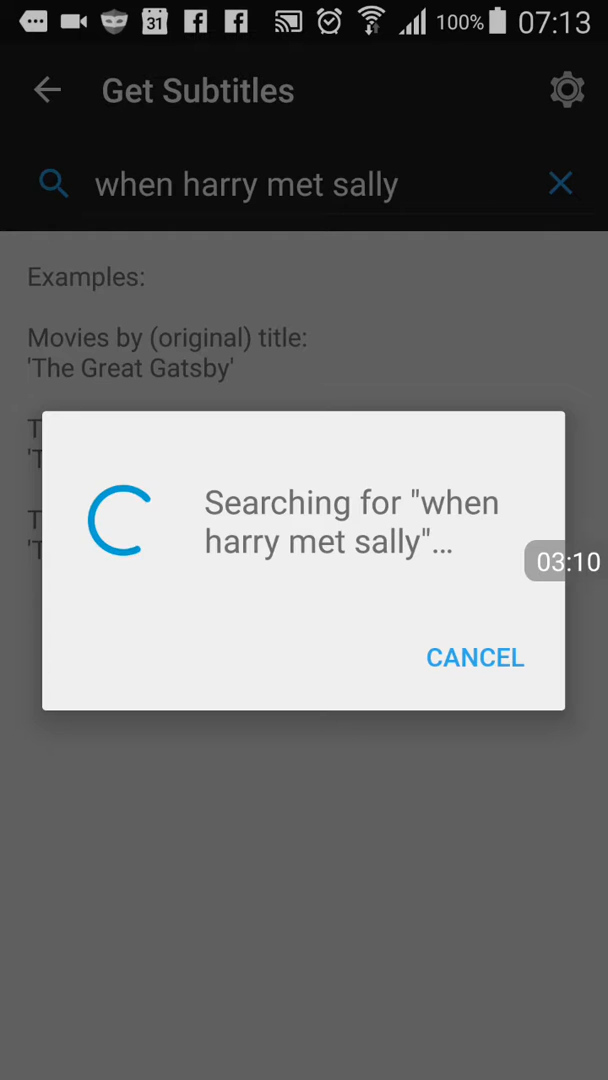 31 100% 07:13
Get Subtitles
when harry met sally
Examples:
Movies by (original) title:
'The Great Gatsby'
T
'T
Searching for "when
harry met sally"...
T
'T
03:10
CANCEL